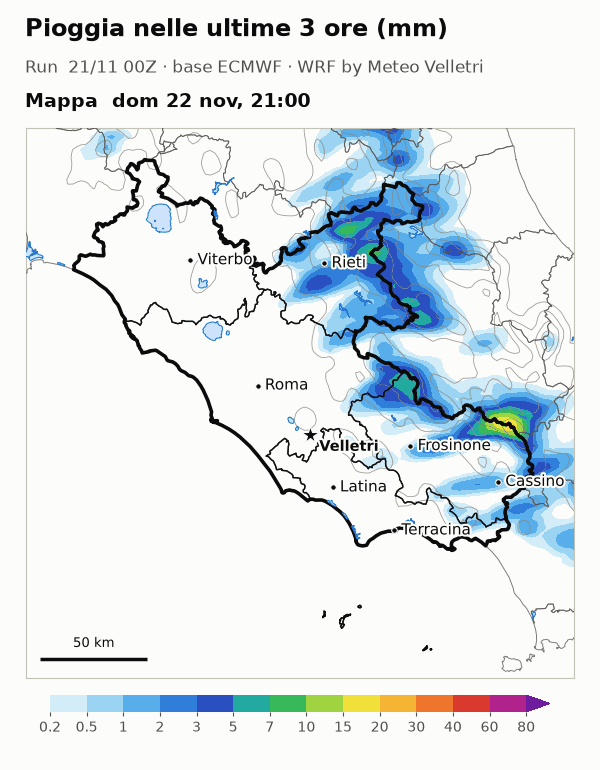 Pioggia nelle ultime 3 ore (mm)
Run  21/11 00Z · base ECMWF · WRF by Meteo Velletri
Mappa  dom 22 nov, 21:00
Viterbo
Rieti
Roma
Velletri
Frosinone
Latina
Cassino
Terracina
50 km
0.2 0.5 1 2 3 5 7 10 15 20 30 40 60 80